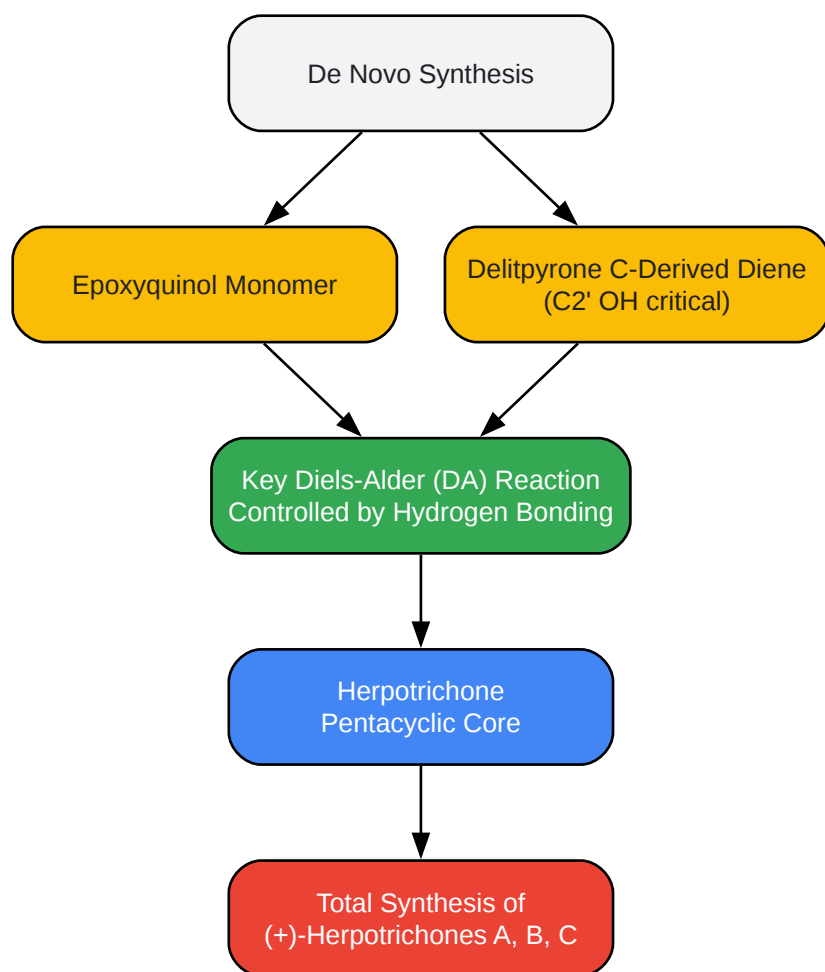 De Novo Synthesis
Epoxyquinol Monomer
Delitpyrone C-Derived Diene
(C2' OH critical)
Key Diels-Alder (DA) Reaction
Controlled by Hydrogen Bonding
Herpotrichone
Pentacyclic Core
Total Synthesis of
(+)-Herpotrichones A, B, C